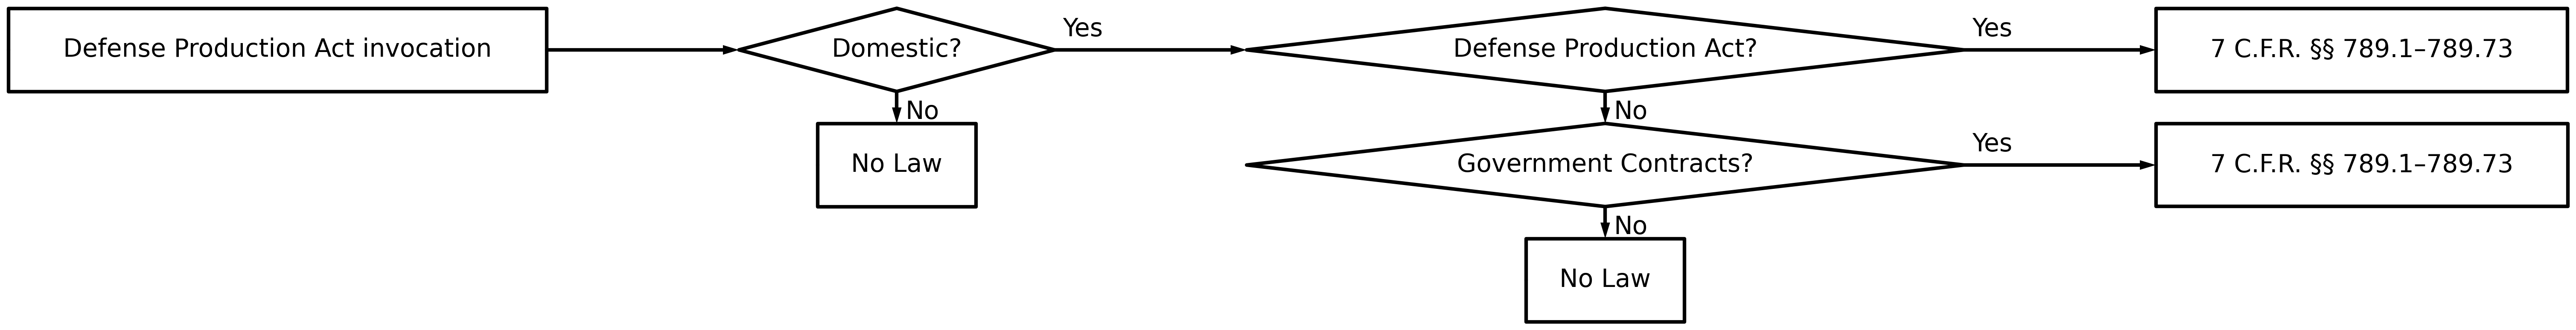 Defense Production Act invocation
Domestic?
Yes
Defense Production Act?
Yes
7 C.F.R. §§ 789.1–789.73
No
No
No Law
Government Contracts?
Yes
7 C.F.R. §§ 789.1–789.73
No
No Law